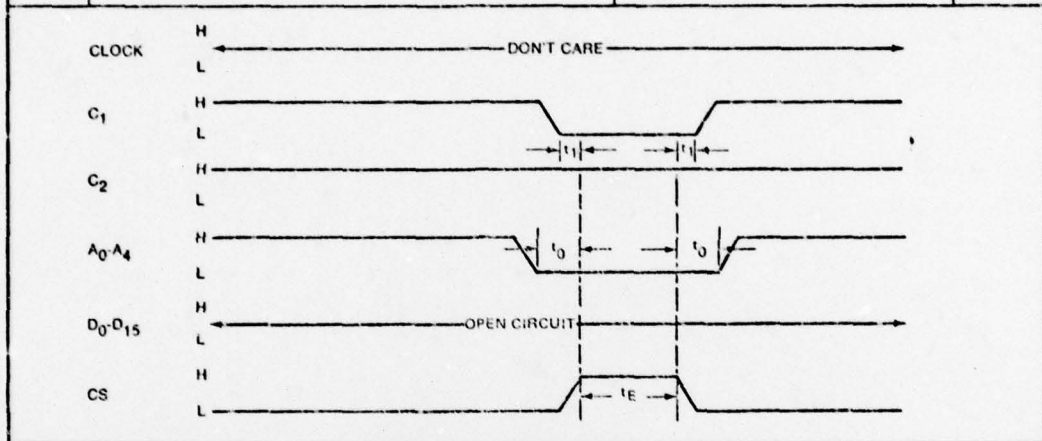 H
CLOCK
DON'T CARE
L
H
C1
L
t1
t1
H
C2
L
H
A0-A4
t0
t0
L
H
D0-D15
OPEN CIRCUIT
L
H
CS
tE
L